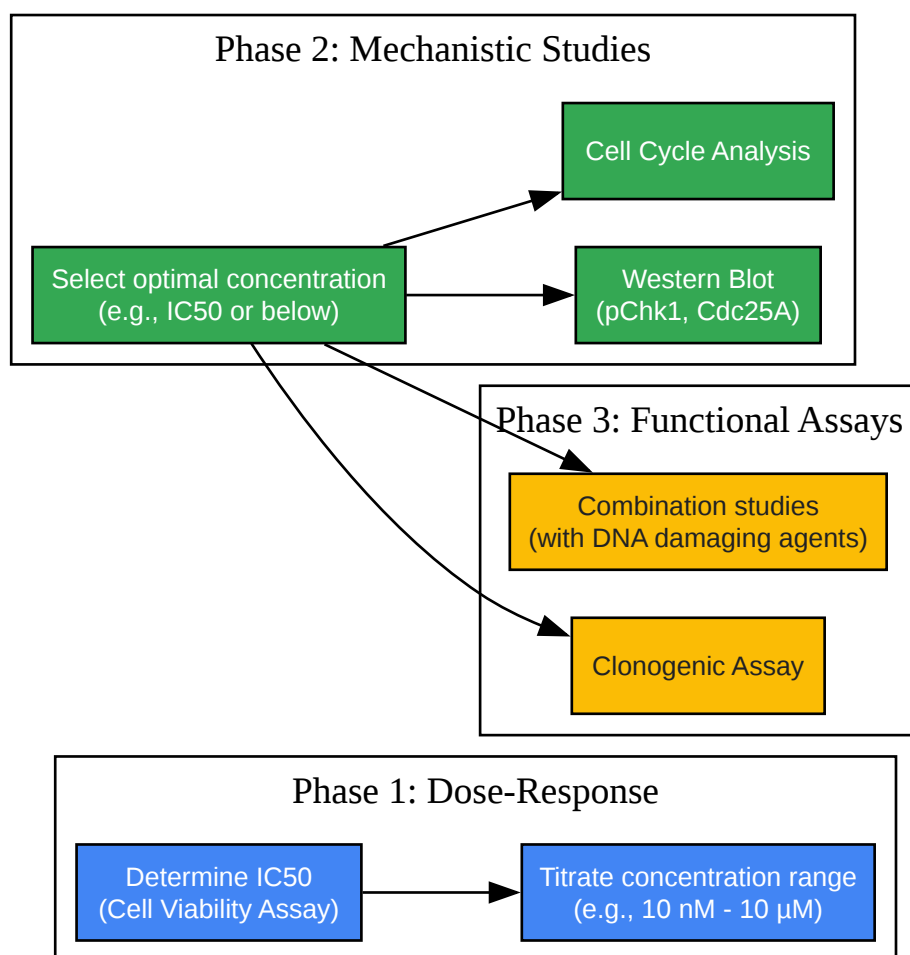 Phase 2: Mechanistic Studies
Cell Cycle Analysis
Select optimal concentration
(e.g., IC50 or below)
Western Blot
(pChk1, Cdc25A)
Phase 3: Functional Assays
Combination studies
(with DNA damaging agents)
Clonogenic Assay
Phase 1: Dose-Response
Determine IC50
(Cell Viability Assay)
Titrate concentration range
(e.g., 10 nM - 10 µM)